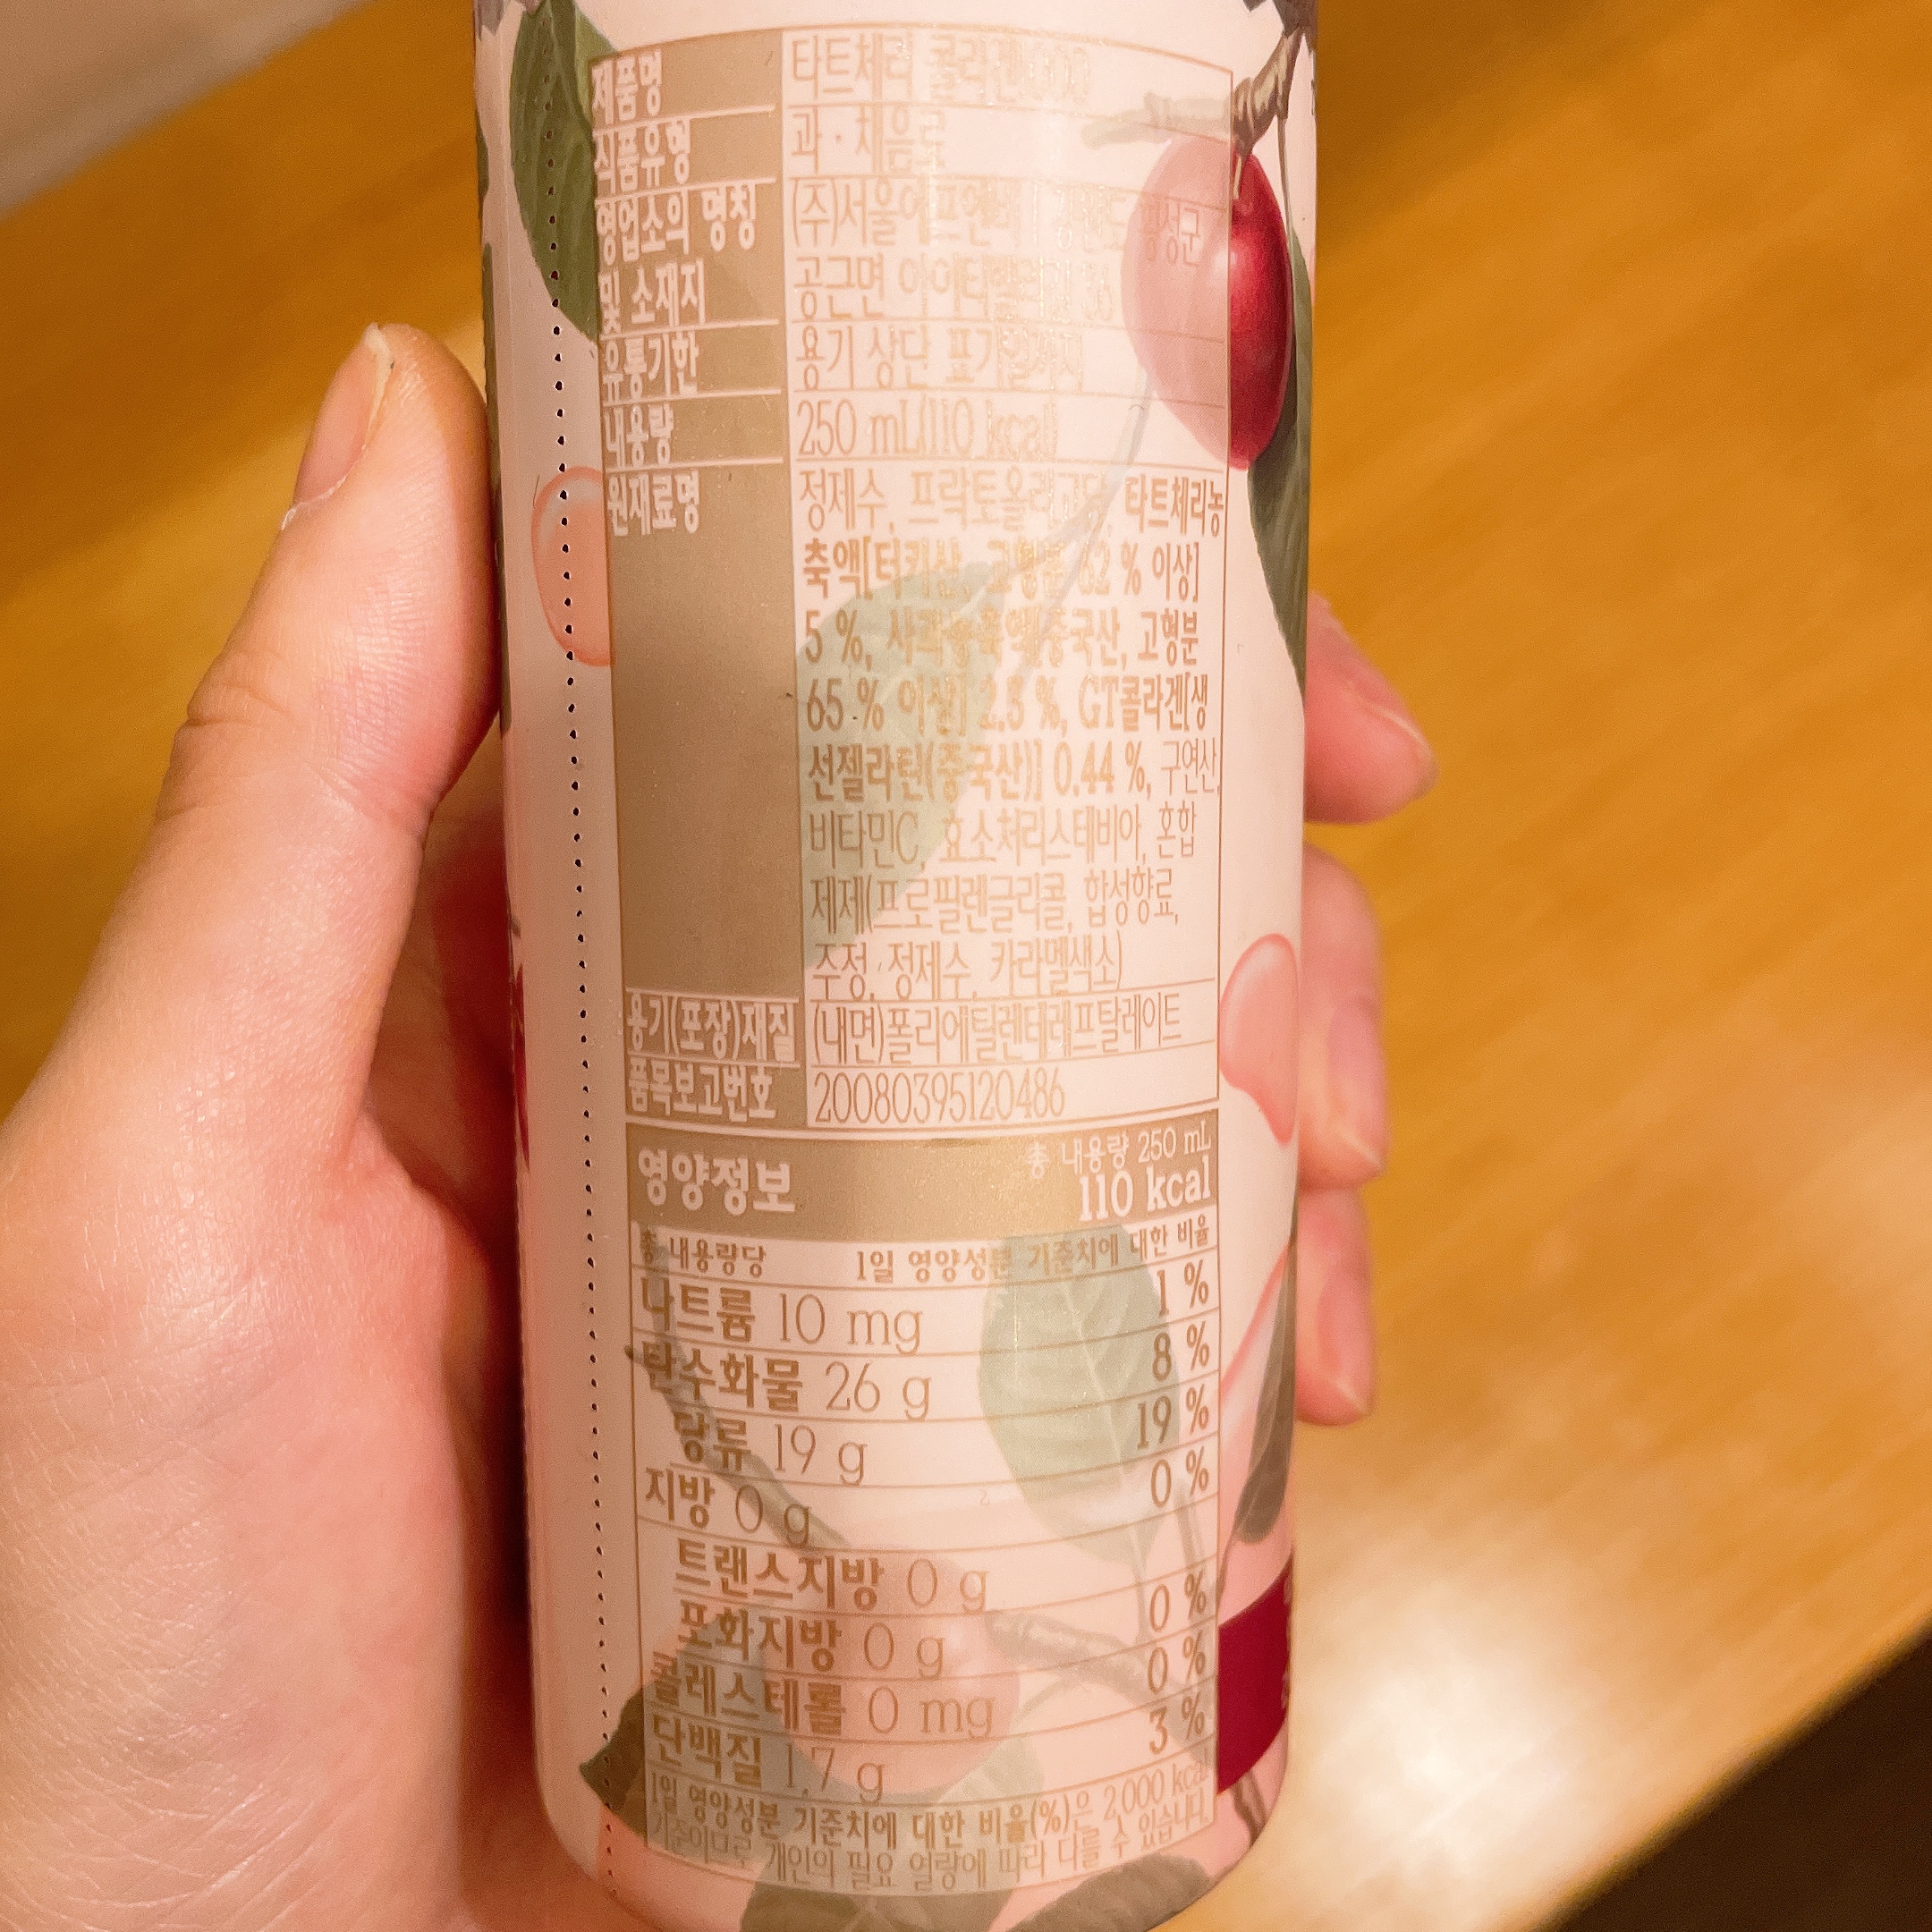 제품명 타트체리 콜라겐
식품유형 과·채음료
영업소의 명칭 (주)서울에프엔비 | 강원도 횡성군
및 소재지 공근면 아이티밸리길
유통기한 용기 상단 표기일까지
내용량 250 mL(110 kcal)
원재료명 정제수, 프락토올리고당, 타트체리농
축액[터키산, 고형분 62 % 이상]
5 %, 사과농축액[중국산, 고형분
65 % 이상] 2.5 %, GT콜라겐[생
선젤라틴(중국산)] 0.44 %, 구연산,
비타민C, 효소처리스테비아, 혼합
제제(프로필렌글리콜, 합성향료,
주정, 정제수, 카라멜색소)
용기(포장)재질 (내면)폴리에틸렌테레프탈레이트
품목보고번호 20080395120486
영양정보 총 내용량 250 mL
110 kcal
총 내용량당 1일 영양성분 기준치에 대한 비율
나트륨 10 mg 1 %
탄수화물 26 g 8 %
당류 19 g 19 %
지방 0 g 0 %
트랜스지방 0 g
포화지방 0 g 0 %
콜레스테롤 0 mg 0 %
단백질 1.7 g 3 %
1일 영양성분 기준치에 대한 비율(%)은 2,000 kcal
기준이므로 개인의 필요 열량에 따라 다를 수 있습니다.